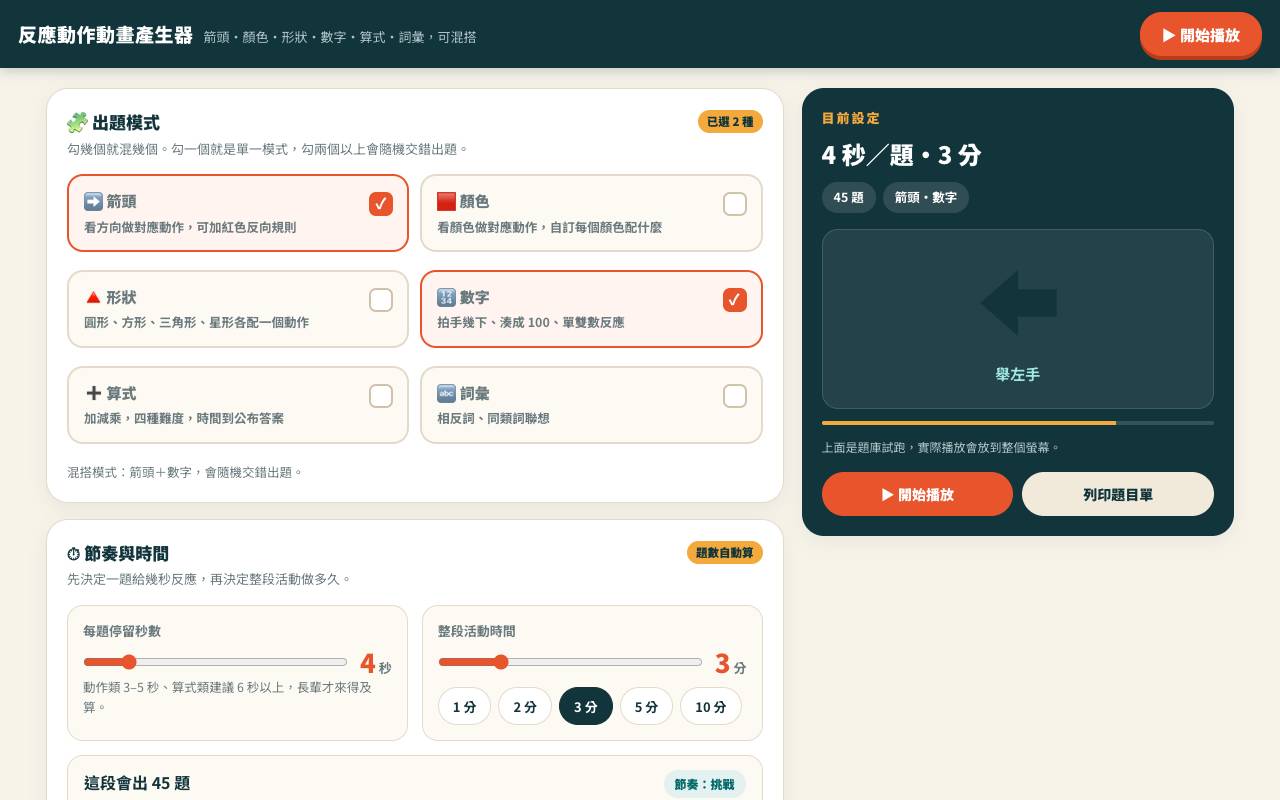 反應動作動畫產生器
箭頭・顏色・形狀・數字・算式・詞彙，可混搭
▶ 開始播放
🧩 出題模式
已選 2 種
勾幾個就混幾個。勾一個就是單一模式，勾兩個以上會隨機交錯出題。
➡️ 箭頭
看方向做對應動作，可加紅色反向規則
🟥 顏色
看顏色做對應動作，自訂每個顏色配什麼
🔺 形狀
圓形、方形、三角形、星形各配一個動作
🔢 數字
拍手幾下、湊成 100、單雙數反應
➕ 算式
加減乘，四種難度，時間到公布答案
🔤 詞彙
相反詞、同類詞聯想
混搭模式：箭頭＋數字，會隨機交錯出題。
⏱ 節奏與時間
題數自動算
先決定一題給幾秒反應，再決定整段活動做多久。
每題停留秒數
4 秒
動作類 3–5 秒、算式類建議 6 秒以上，長輩才來得及
算。
整段活動時間
3 分
1 分
2 分
3 分
5 分
10 分
這段會出 45 題
節奏：挑戰
目前設定
4 秒／題・3 分
45 題
箭頭・數字
舉左手
上面是題庫試跑，實際播放會放到整個螢幕。
▶ 開始播放
列印題目單